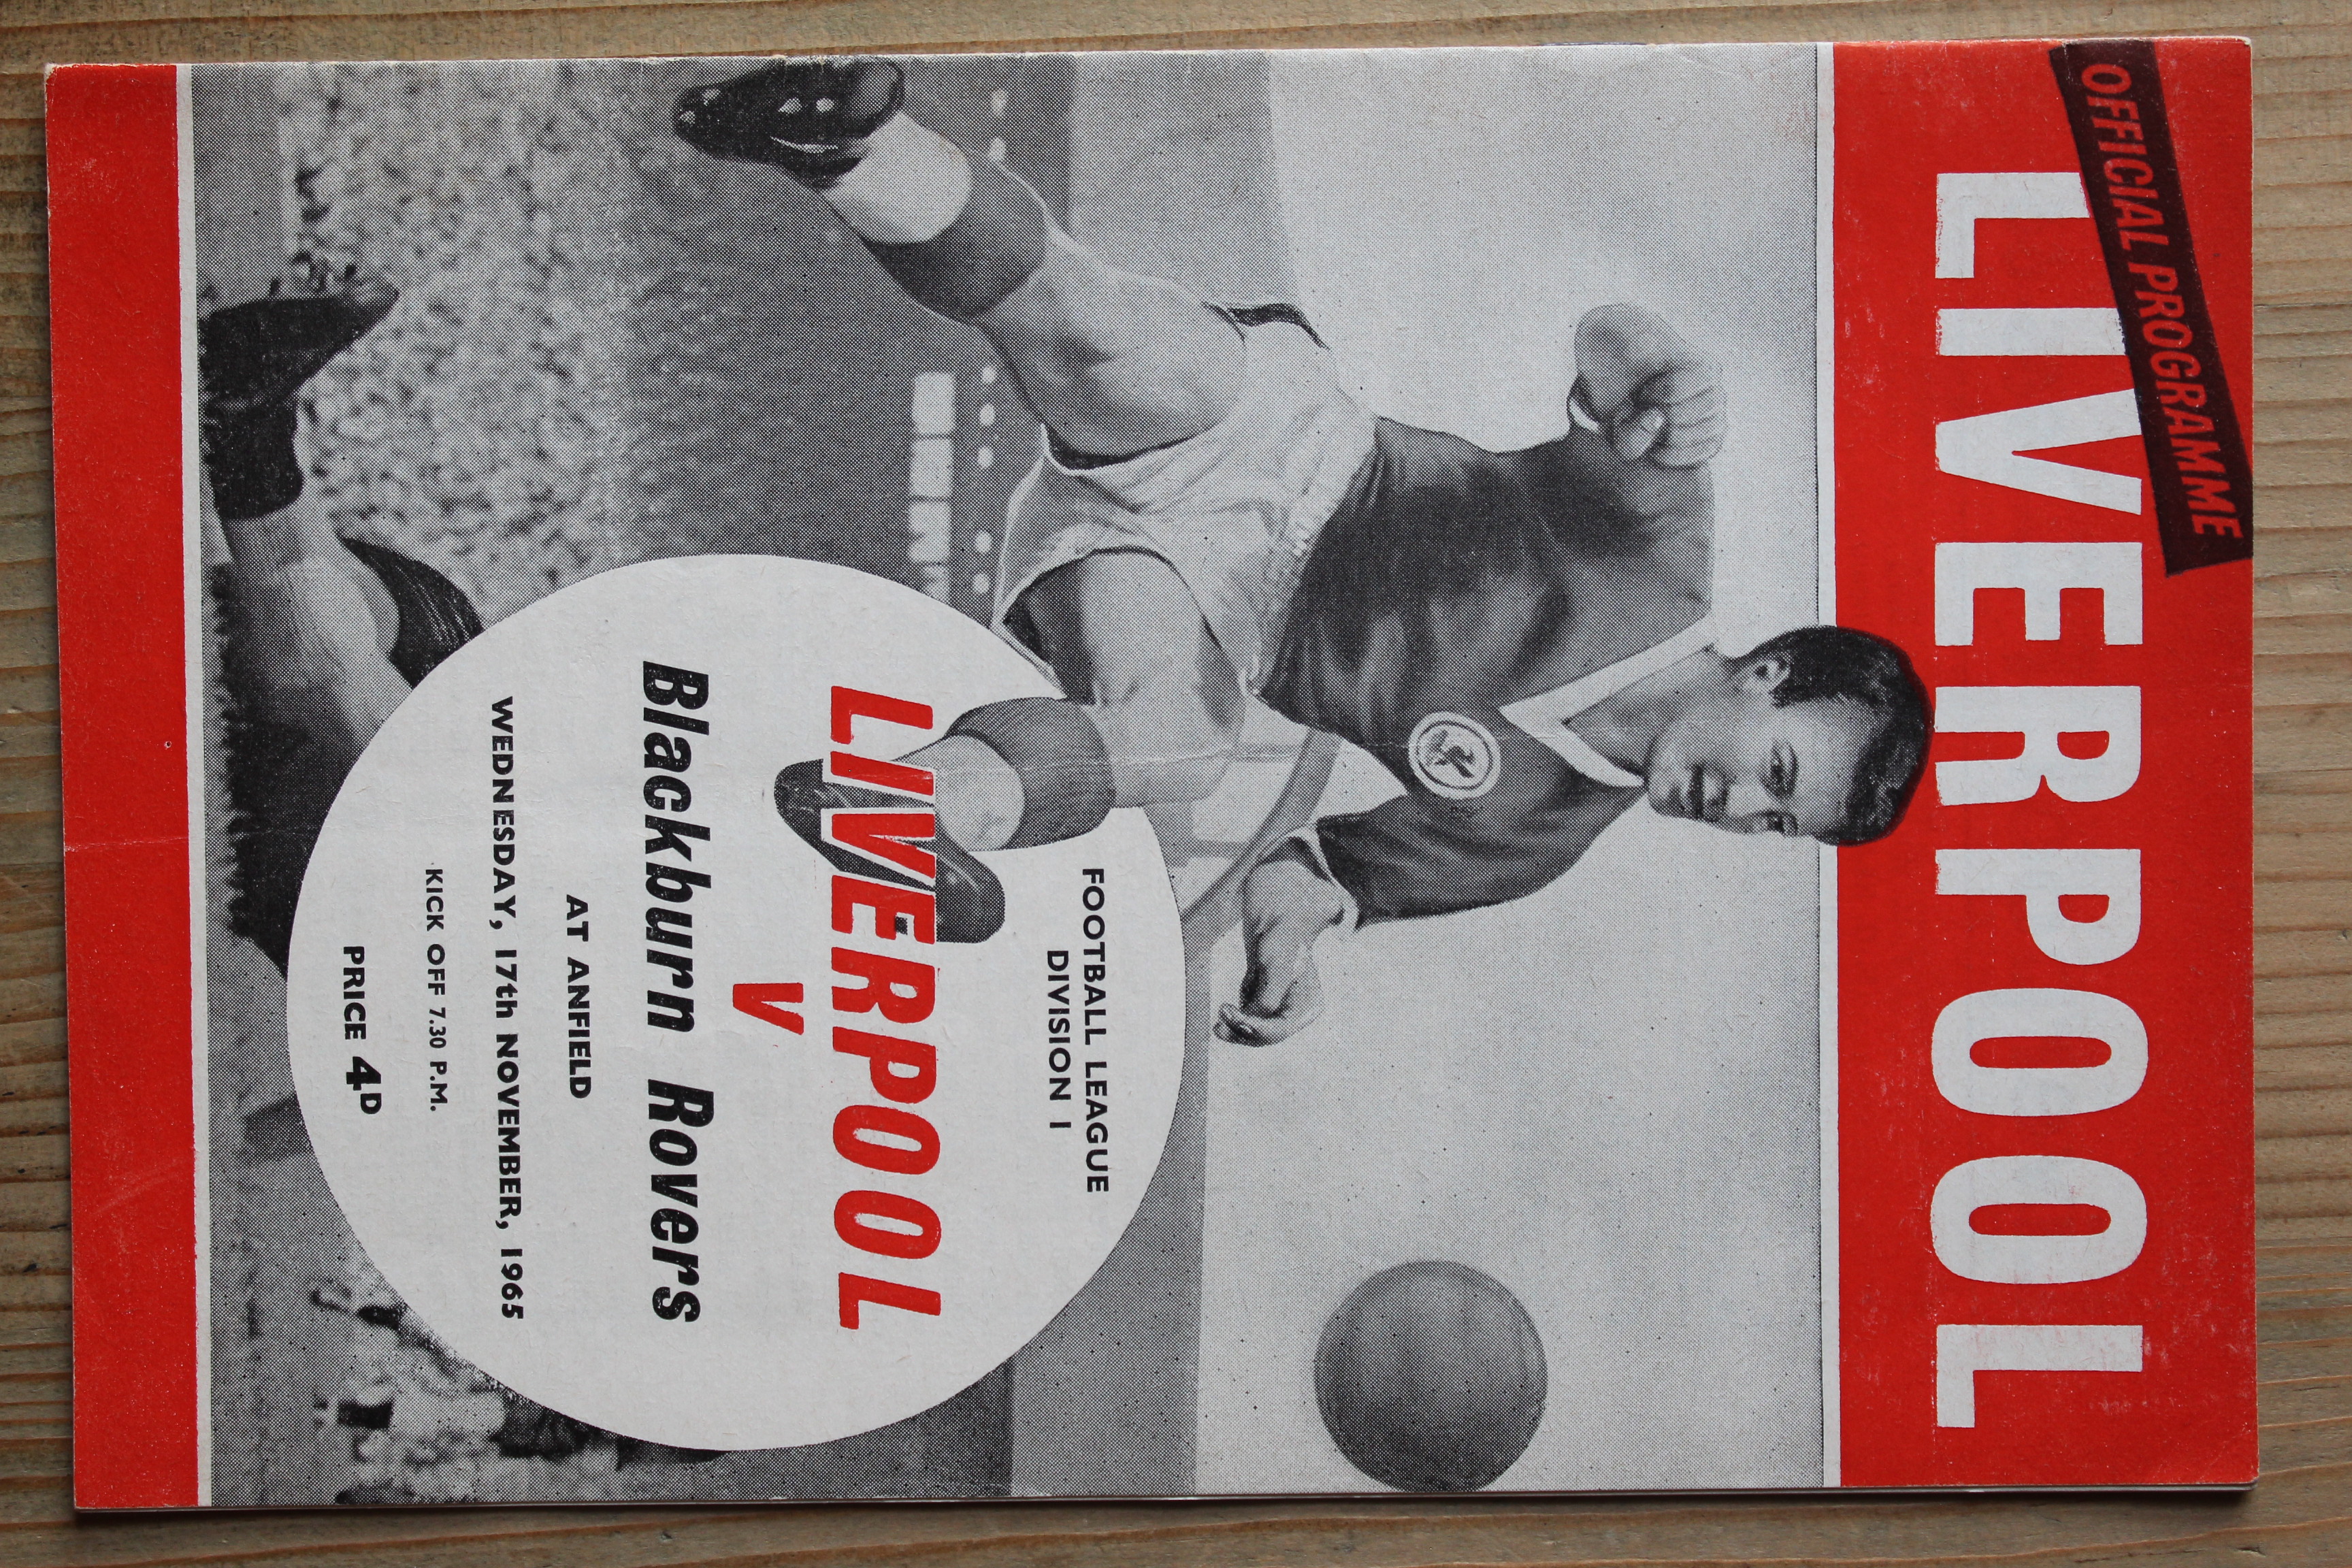 OFFICIAL PROGRAMME
LIVERPOOL
FOOTBALL LEAGUE
DIVISION I
LIVERPOOL
V
Blackburn Rovers
AT ANFIELD
WEDNESDAY, 17th NOVEMBER, 1965
KICK OFF 7.30 P.M.
PRICE 4D